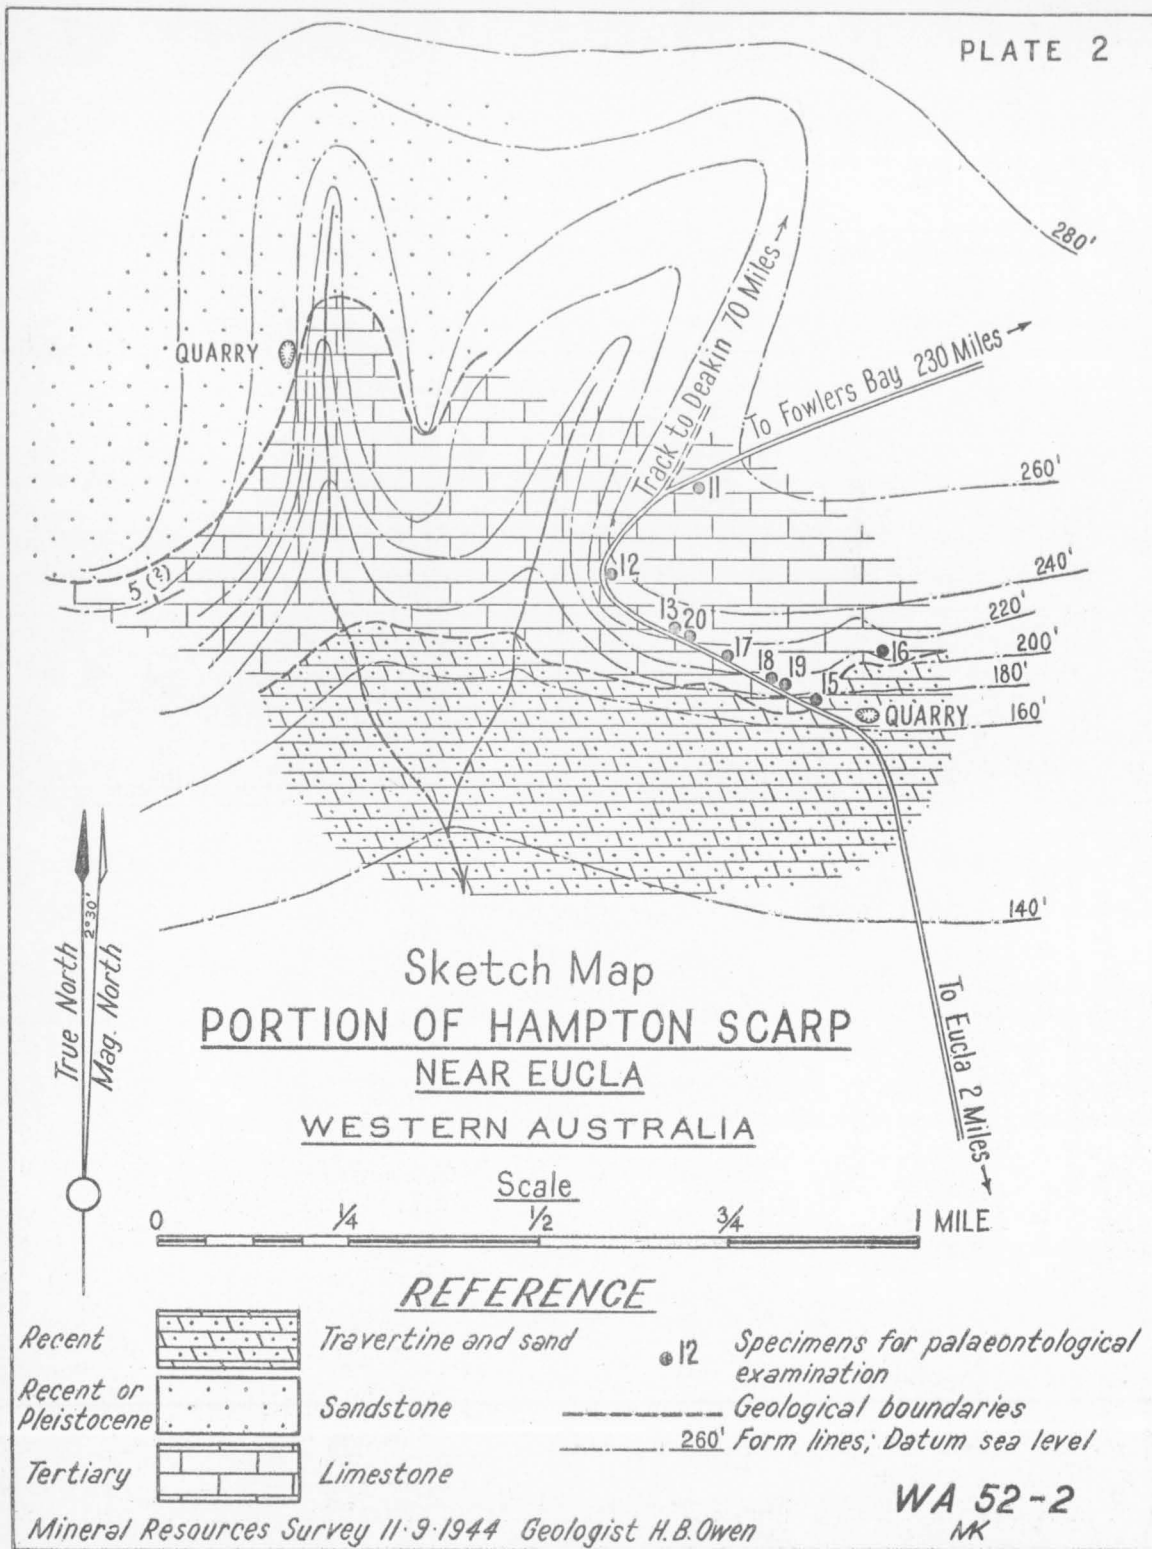 PLATE 2
280'
QUARRY
Track to Deakin 70 Miles →
To Fowlers Bay 230 Miles →
11
260'
12
5 (?)
240'
13
20
220'
17
16
200'
18
19
180'
15
QUARRY
160'
140'
2°30'
True North
Mag. North
To Eucla 2 Miles →
Sketch Map
PORTION OF HAMPTON SCARP
NEAR EUCLA
WESTERN AUSTRALIA
Scale
0 1/4 1/2 3/4 1 MILE
REFERENCE
Recent
Travertine and sand
Recent or
Pleistocene
Sandstone
Tertiary
Limestone
12
Specimens for palaeontological
examination
Geological boundaries
260' Form lines; Datum sea level
WA 52-2
MK
Mineral Resources Survey 11·9·1944 Geologist H.B.Owen